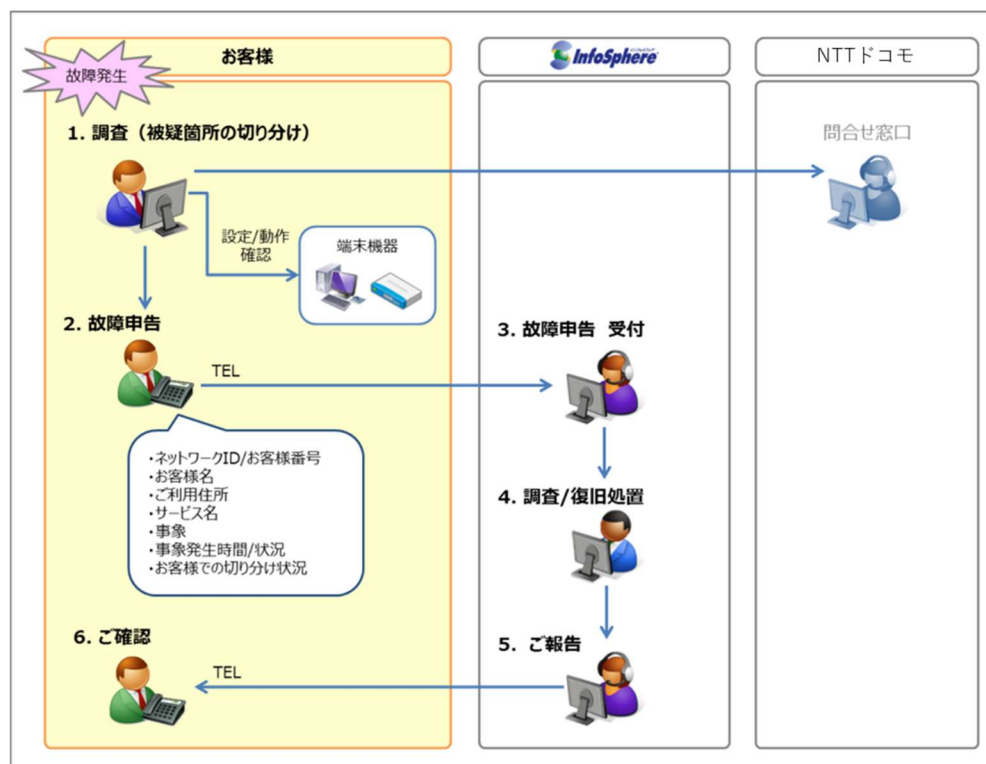 お客様
InfoSphere
NTTドコモ
故障発生
1. 調査（被疑箇所の切り分け）
問合せ窓口
設定/動作
確認
端末機器
2. 故障申告
3. 故障申告 受付
TEL
・ネットワークID/お客様番号
・お客様名
・ご利用住所
・サービス名
・事象
・事象発生時間/状況
・お客様での切り分け状況
4. 調査/復旧処置
6. ご確認
5. ご報告
TEL